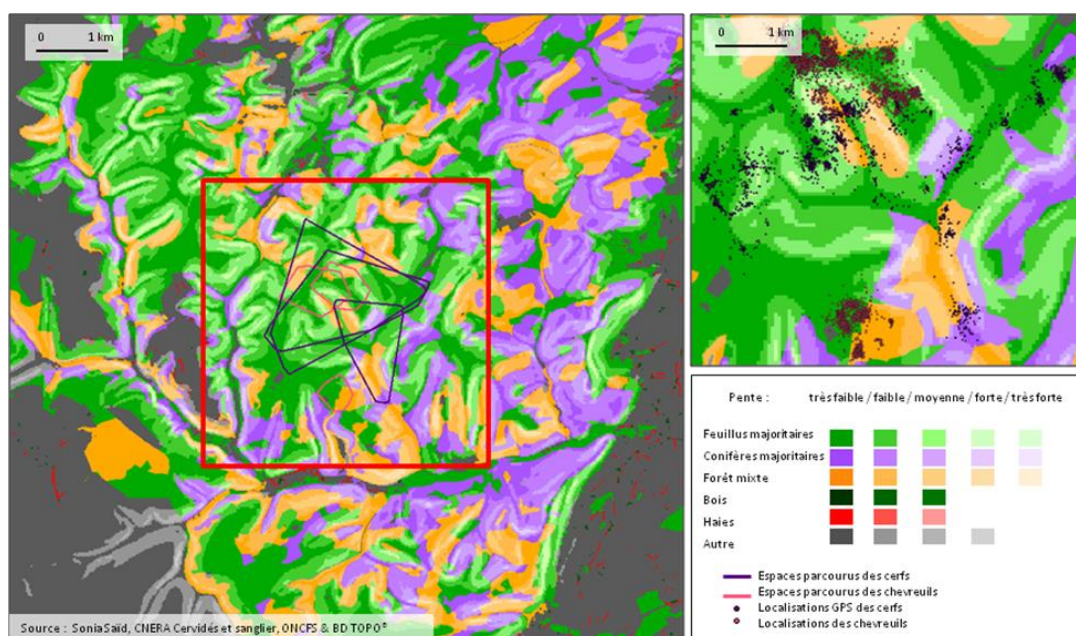 0 1 km
0 1 km
Source : Sonia Saïd, CNERA Cervidés et sanglier, ONCFS & BD TOPO®
Pente : très faible / faible / moyenne / forte / très forte
Feuillus majoritaires
Conifères majoritaires
Forêt mixte
Bois
Haies
Autre
Espaces parcourus des cerfs
Espaces parcourus des chevreuils
Localisations GPS des cerfs
Localisations des chevreuils